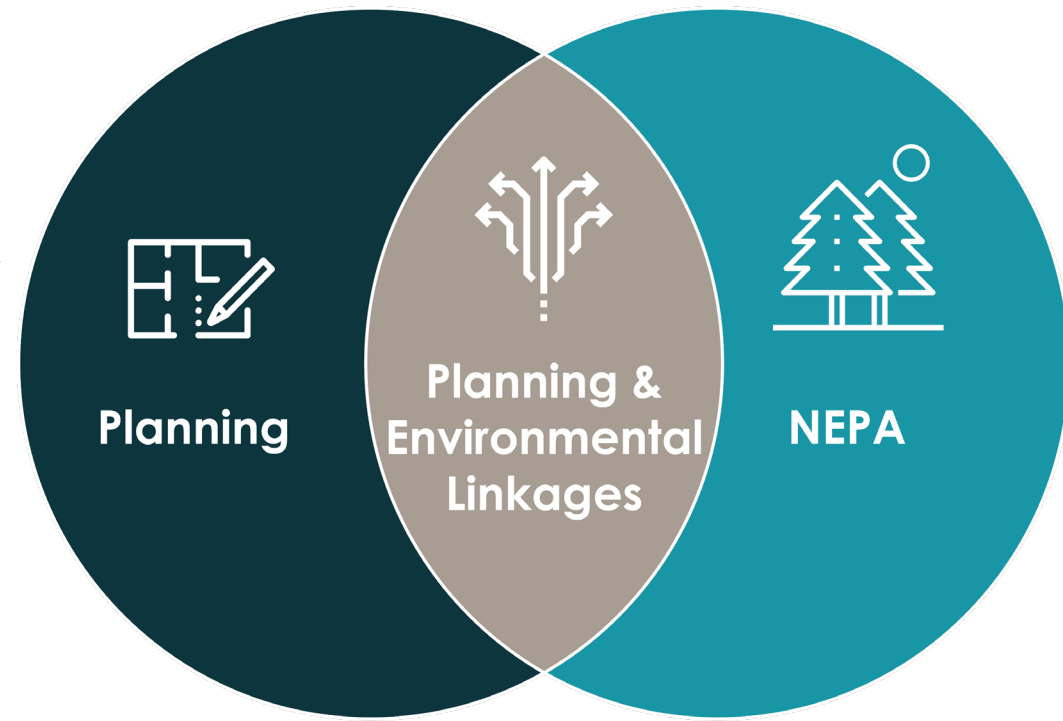 Planning
Planning &
Environmental
Linkages
NEPA